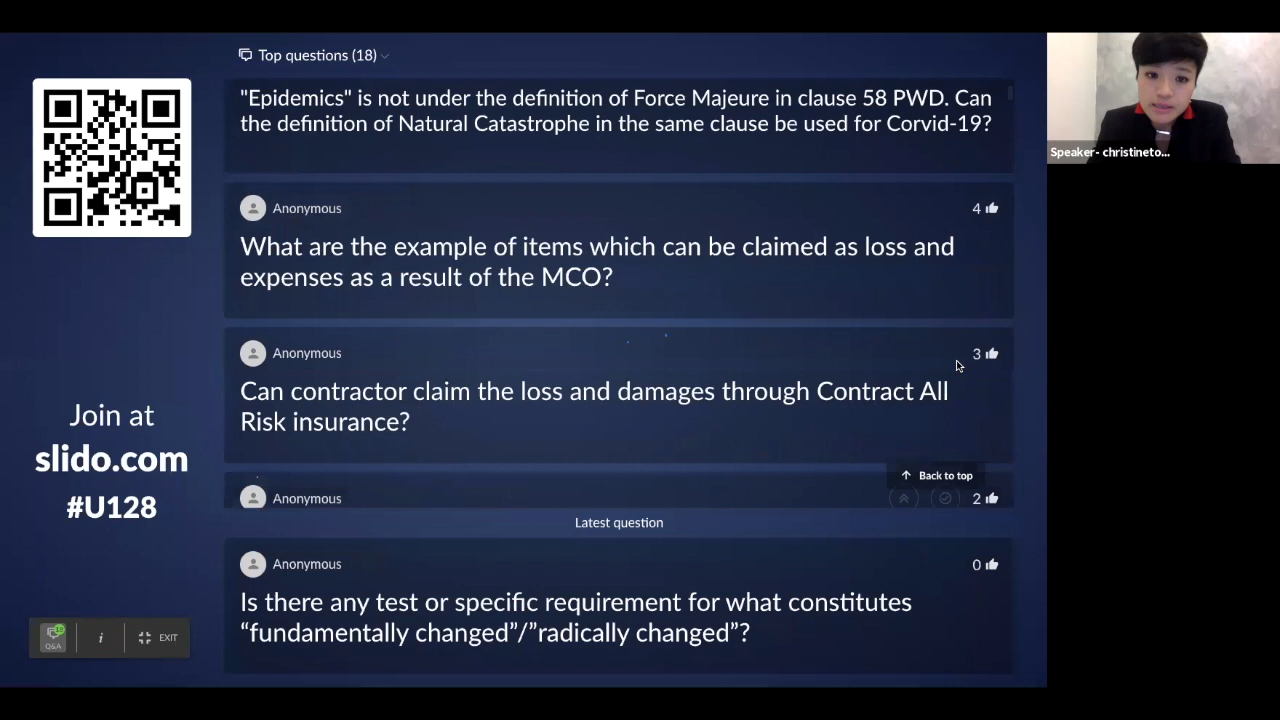 Top questions (18)
"Epidemics" is not under the definition of Force Majeure in clause 58 PWD. Can
the definition of Natural Catastrophe in the same clause be used for Corvid-19?
Anonymous
4
What are the example of items which can be claimed as loss and
expenses as a result of the MCO?
Anonymous
3
Can contractor claim the loss and damages through Contract All
Risk insurance?
Back to top
Anonymous
2
Latest question
Anonymous
0
Is there any test or specific requirement for what constitutes
“fundamentally changed”/”radically changed”?
Join at
slido.com
#U128
Q&A
i
EXIT
Speaker- christineto...